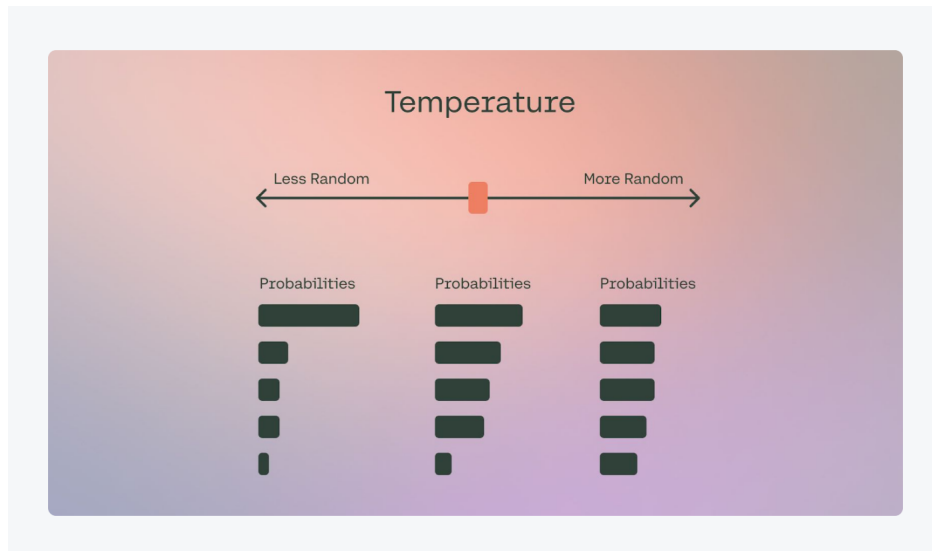 Temperature
Less Random
More Random
Probabilities
Probabilities
Probabilities